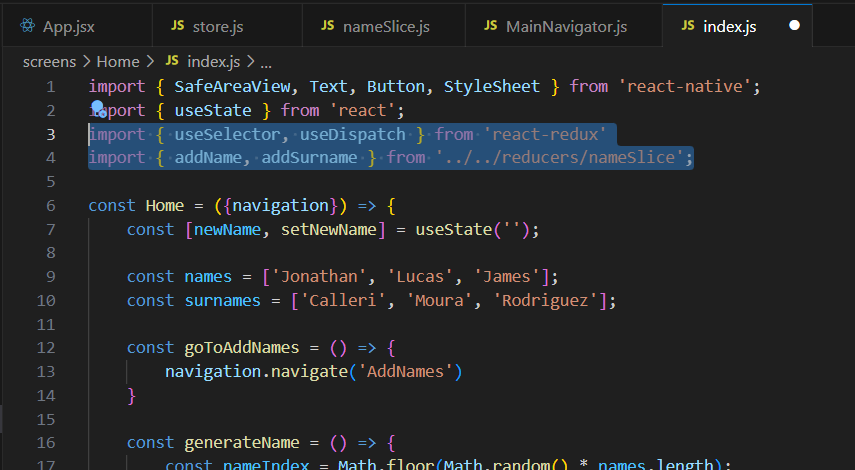 App.jsx JS store.js JS nameSlice.js JS MainNavigator.js JS index.js
screens > Home > JS index.js > ...
1 import { SafeAreaView, Text, Button, StyleSheet } from 'react-native';
2 import { useState } from 'react';
3 import { useSelector, useDispatch } from 'react-redux'
4 import { addName, addSurname } from '../../reducers/nameSlice';
5
6 const Home = ({navigation}) => {
7 const [newName, setNewName] = useState('');
8
9 const names = ['Jonathan', 'Lucas', 'James'];
10 const surnames = ['Calleri', 'Moura', 'Rodriguez'];
11
12 const goToAddNames = () => {
13 navigation.navigate('AddNames')
14 }
15
16 const generateName = () => {
17 const nameIndex = Math.floor(Math.random() * names.length);